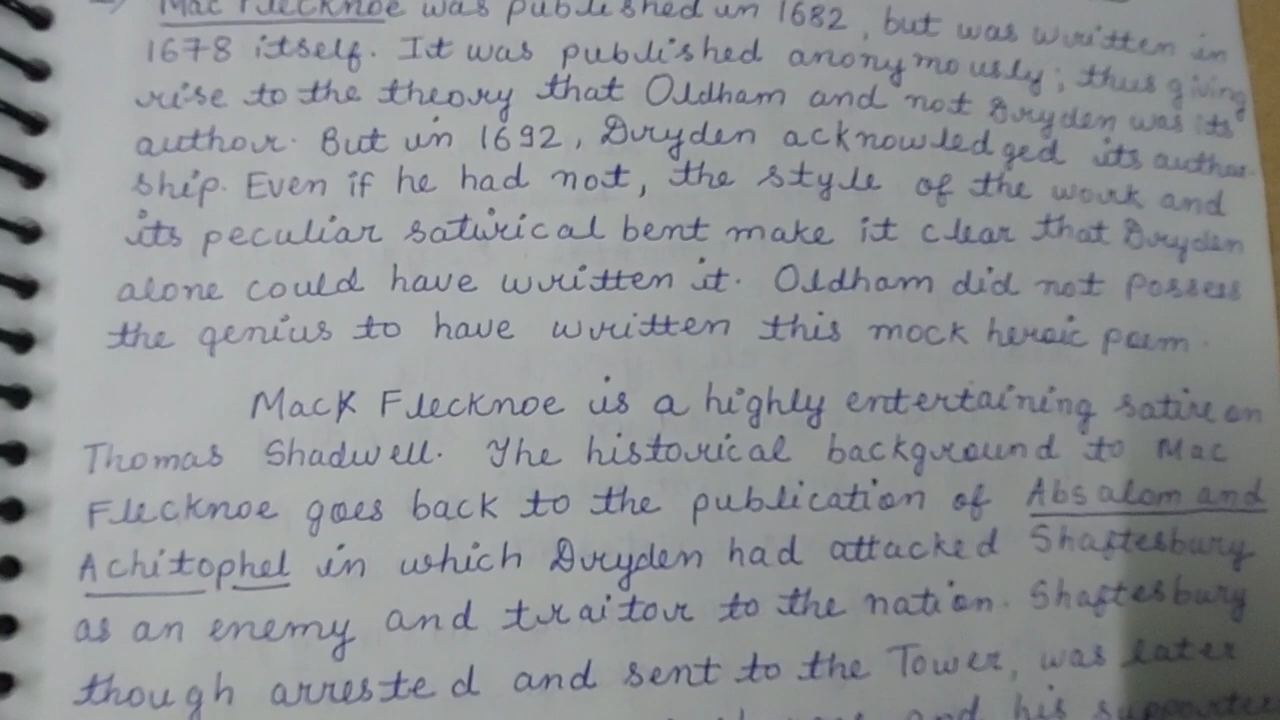 Mac Flecknoe was published in 1682, but was written in
1678 itself. It was published anonymously; thus giving
rise to the theory that Oldham and not Dryden was its
author. But in 1692, Dryden acknowledged its author-
ship. Even if he had not, the style of the work and
its peculiar satirical bent make it clear that Dryden
alone could have written it. Oldham did not possess
the genius to have written this mock heroic poem.
Mack Flecknoe is a highly entertaining satire on
Thomas Shadwell. The historical background to Mac
Flecknoe goes back to the publication of Absalom and
Achitophel in which Dryden had attacked Shaftesbury
as an enemy and traitor to the nation. Shaftesbury
though arrested and sent to the Tower, was later
and his supporters